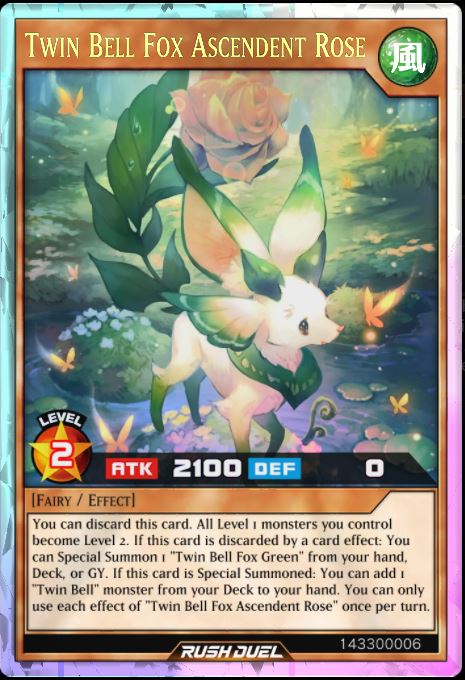 Twin Bell Fox Ascendent Rose
風
LEVEL
2
ATK 2100 DEF 0
[Fairy / Effect]
You can discard this card. All Level 1 monsters you control
become Level 2. If this card is discarded by a card effect: You
can Special Summon 1 "Twin Bell Fox Green" from your hand,
Deck, or GY. If this card is Special Summoned: You can add 1
"Twin Bell" monster from your Deck to your hand. You can only
use each effect of "Twin Bell Fox Ascendent Rose" once per turn.
143300006
RUSH DUEL